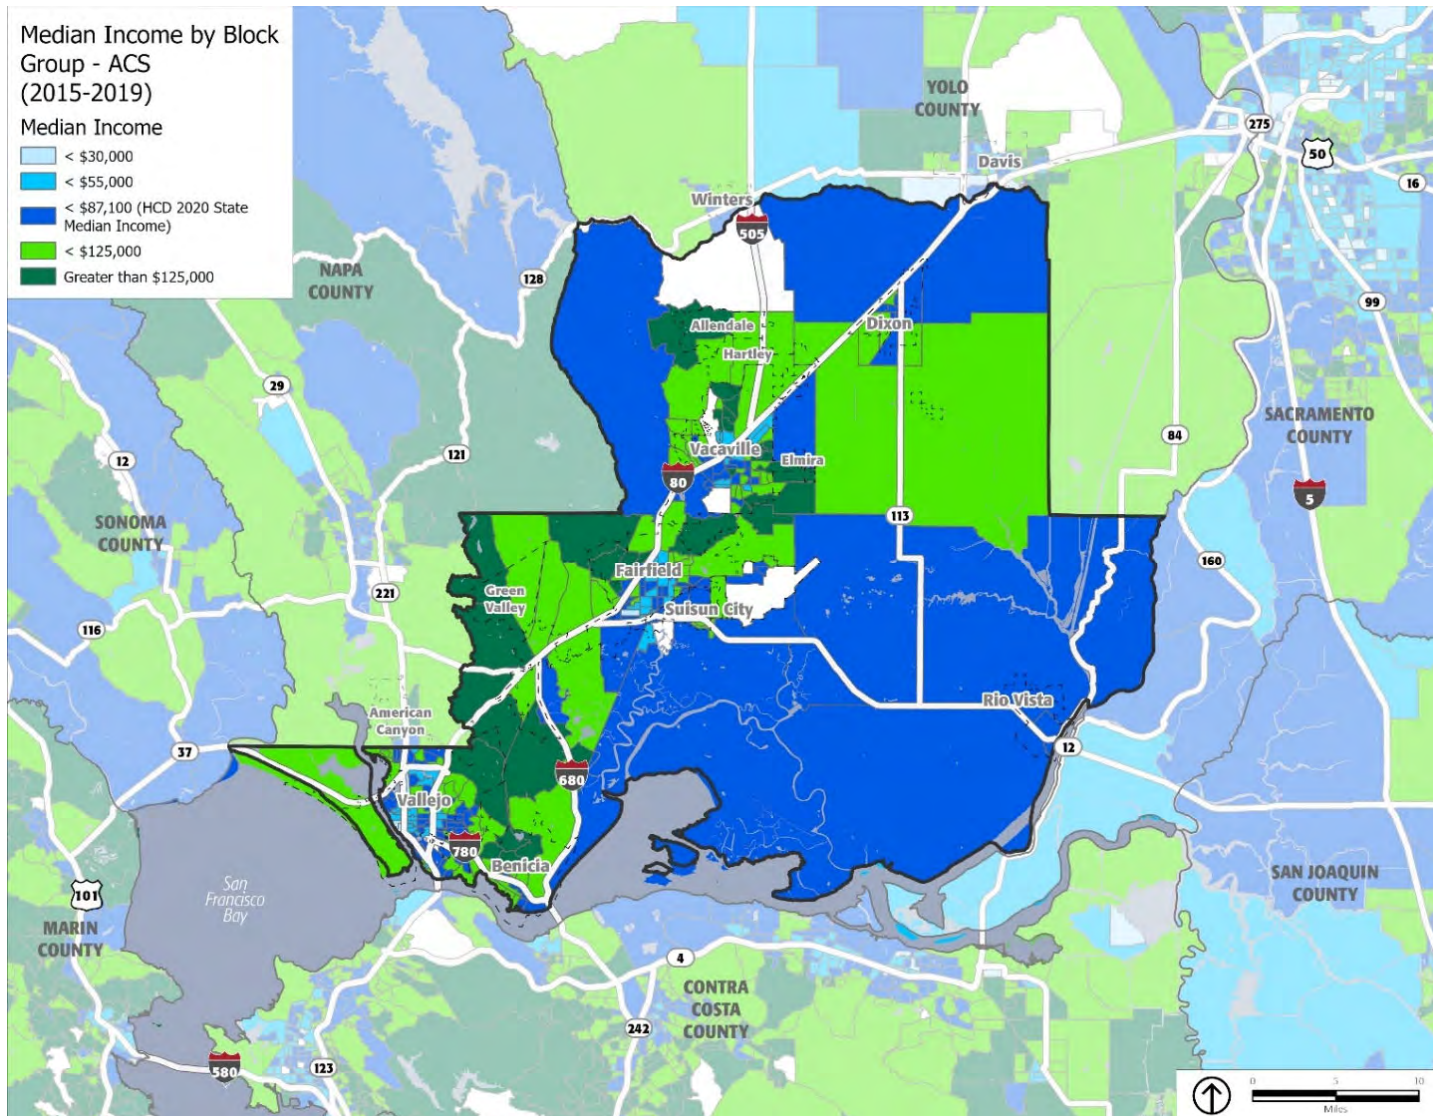 Median Income by Block
Group - ACS
(2015-2019)
Median Income
< $30,000
< $55,000
< $87,100 (HCD 2020 State
Median Income)
< $125,000
Greater than $125,000
YOLO
COUNTY
275
50
Davis
16
Winters
505
128
NAPA
COUNTY
99
Allendale
Dixon
Hartley
29
SACRAMENTO
COUNTY
84
121
12
Vacaville
Elmira
80
5
113
SONOMA
COUNTY
160
Fairfield
221
Green
Valley
Suisun City
116
Rio Vista
American
Canyon
37
12
680
Vallejo
780
Benicia
San
Francisco
Bay
101
SAN JOAQUIN
COUNTY
MARIN
COUNTY
4
CONTRA
COSTA
COUNTY
242
580
123
0 5 10
Miles